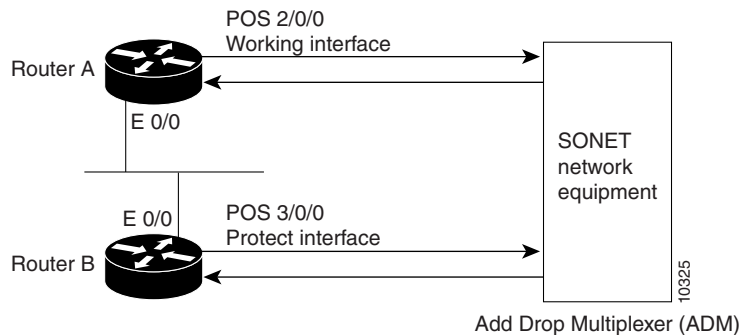 POS 2/0/0
Working interface
Router A
E 0/0
SONET
network
equipment
E 0/0
POS 3/0/0
Protect interface
Router B
10325
Add Drop Multiplexer (ADM)